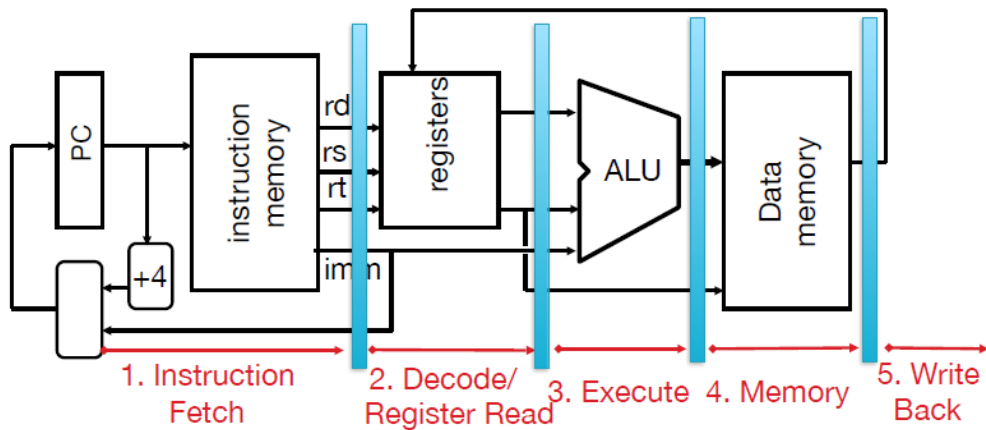 PC
+4
instruction
memory
rd
rs
rt
imm
registers
ALU
Data
memory
1. Instruction
Fetch
2. Decode/
Register Read
3. Execute
4. Memory
5. Write
Back